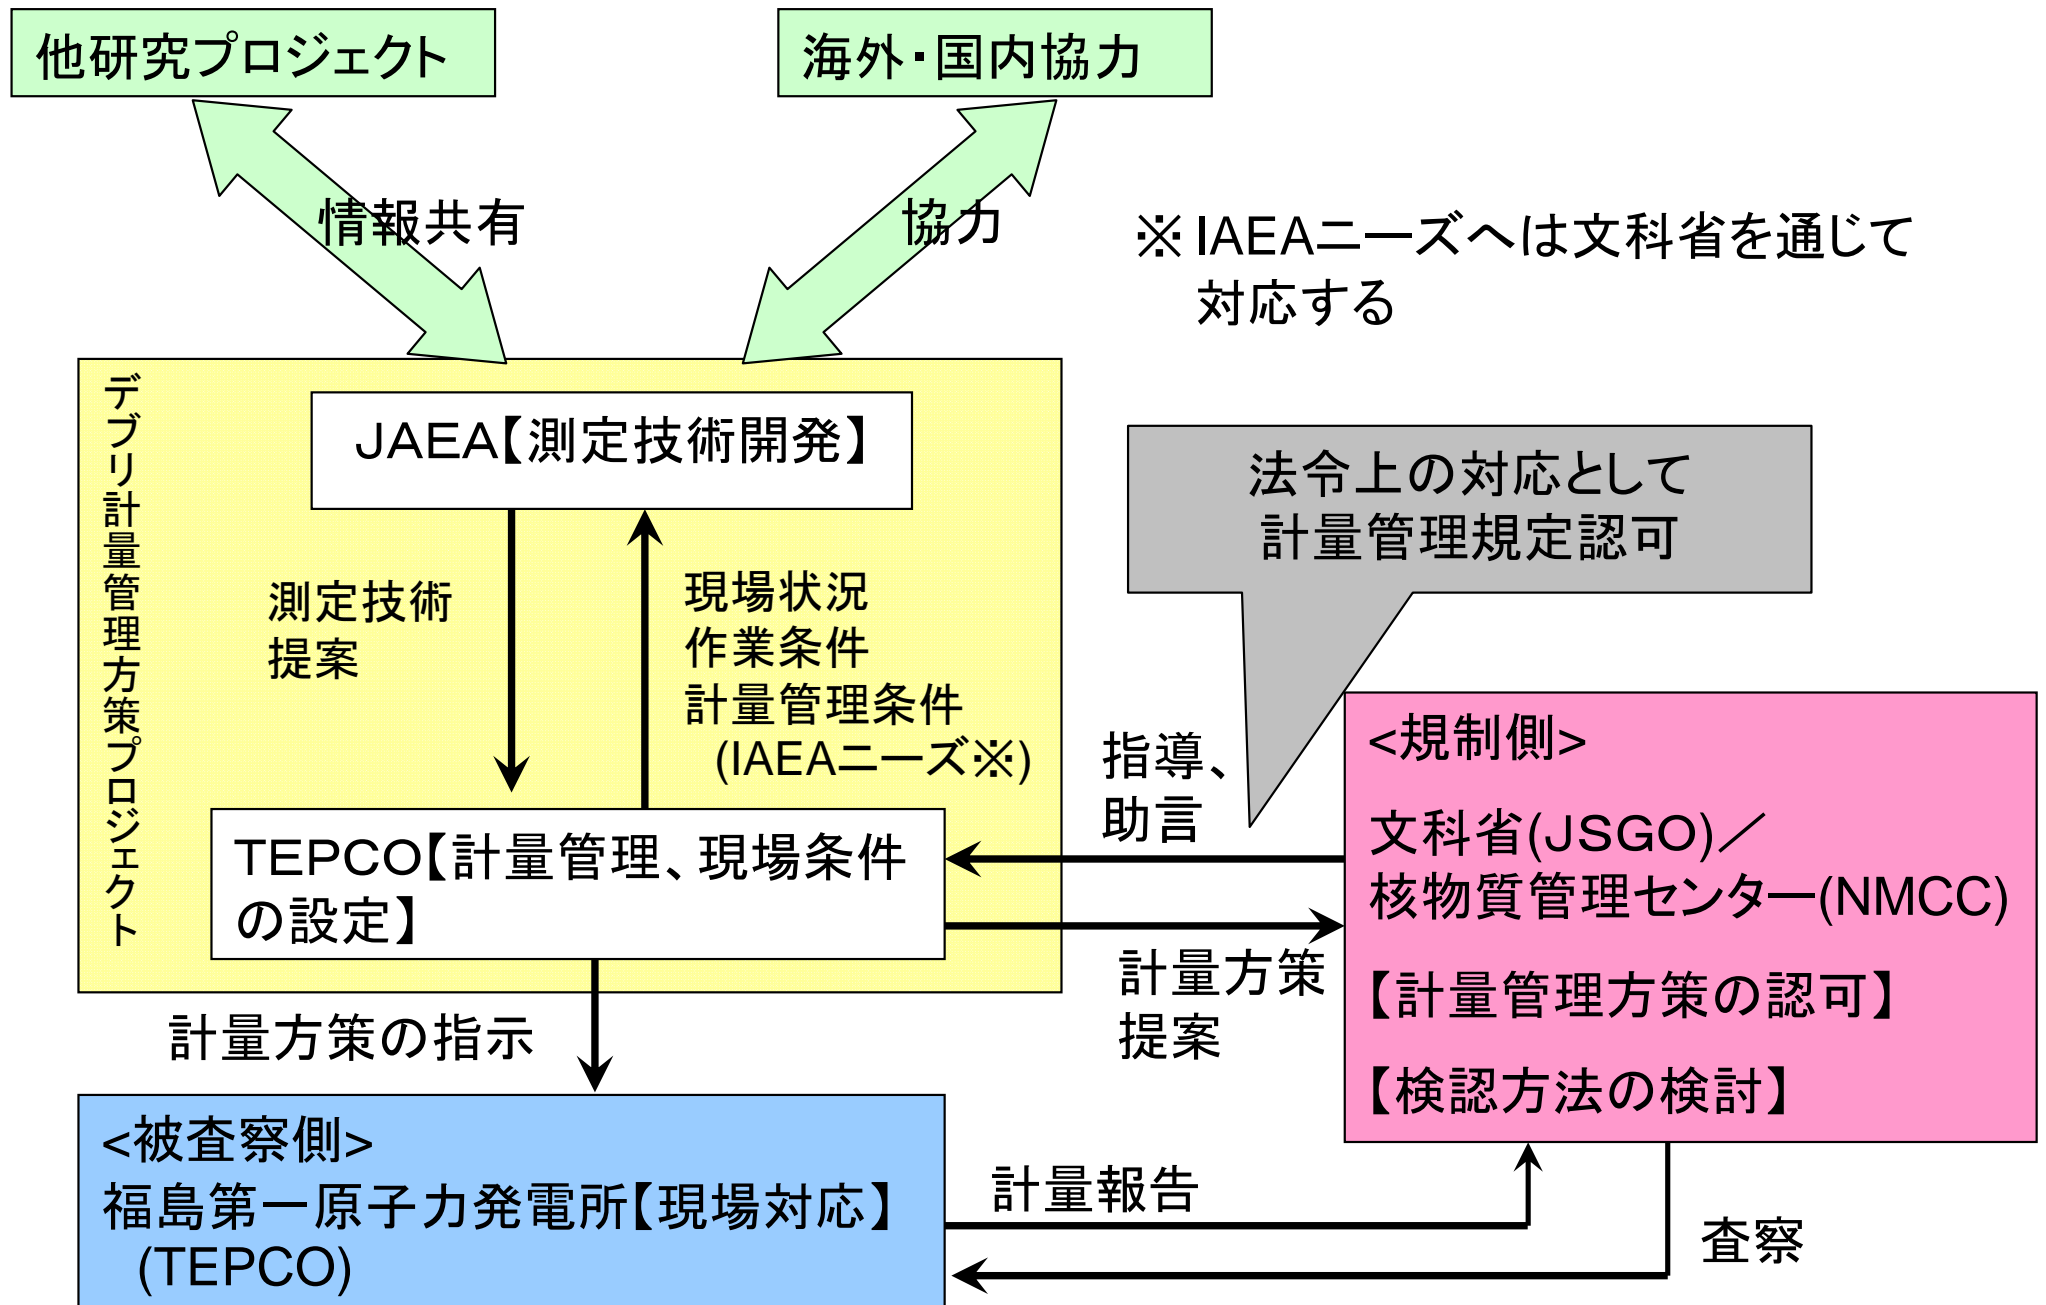 他研究プロジェクト
海外・国内協力
情報共有
協力
※IAEAニーズへは文科省を通じて
対応する
デブリ計量管理方策プロジェクト
JAEA【測定技術開発】
法令上の対応として
計量管理規定認可
測定技術
提案
現場状況
作業条件
計量管理条件
(IAEAニーズ※)
指導、
助言
<規制側>
文科省(JSGO)／
核物質管理センター(NMCC)
【計量管理方策の認可】
【検認方法の検討】
TEPCO【計量管理、現場条件
の設定】
計量方策
提案
計量方策の指示
<被査察側>
福島第一原子力発電所【現場対応】
(TEPCO)
計量報告
査察